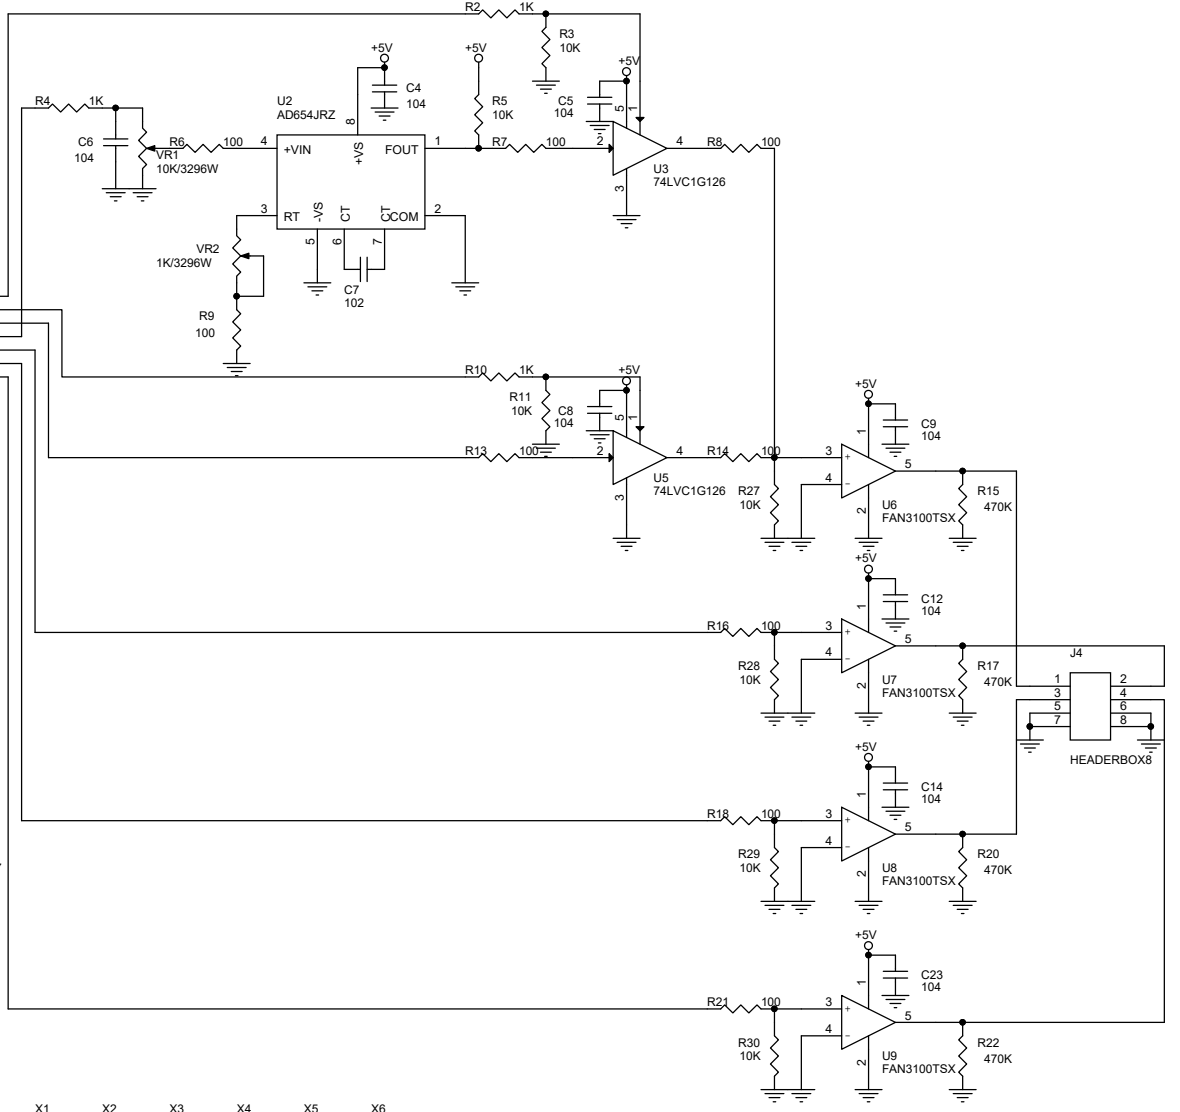 R2 1K
R3
10K
+5V
+5V
+5V
C4
104
U2
AD654JRZ
R5
10K
C5
104
5
1
R4 1K
8
C6
104
VR1
10K/3296W
R6 100 4
+VIN
+VS
FOUT
1
R7 100 2
4
R8 100
U3
74LVC1G126
3
3
RT
-VS
CT
CT
COM
2
5
6
7
VR2
1K/3296W
C7
102
R9
100
R10 1K
+5V
R11
10K
C8
104
5
1
+5V
C9
104
1
R13 100 2
4
R14 100
3
+
4
−
5
U5
74LVC1G126
3
R27
10K
2
U6
FAN3100TSX
R15
470K
+5V
C12
104
1
R16 100
3
+
4
−
5
R28
10K
2
U7
FAN3100TSX
R17
470K
J4
1 2
3 4
5 6
7 8
HEADERBOX8
+5V
C14
104
1
R18 100
3
+
4
−
5
R29
10K
2
U8
FAN3100TSX
R20
470K
+5V
C23
104
1
R21 100
3
+
4
−
5
R30
10K
2
U9
FAN3100TSX
R22
470K
X1 X2 X3 X4 X5 X6